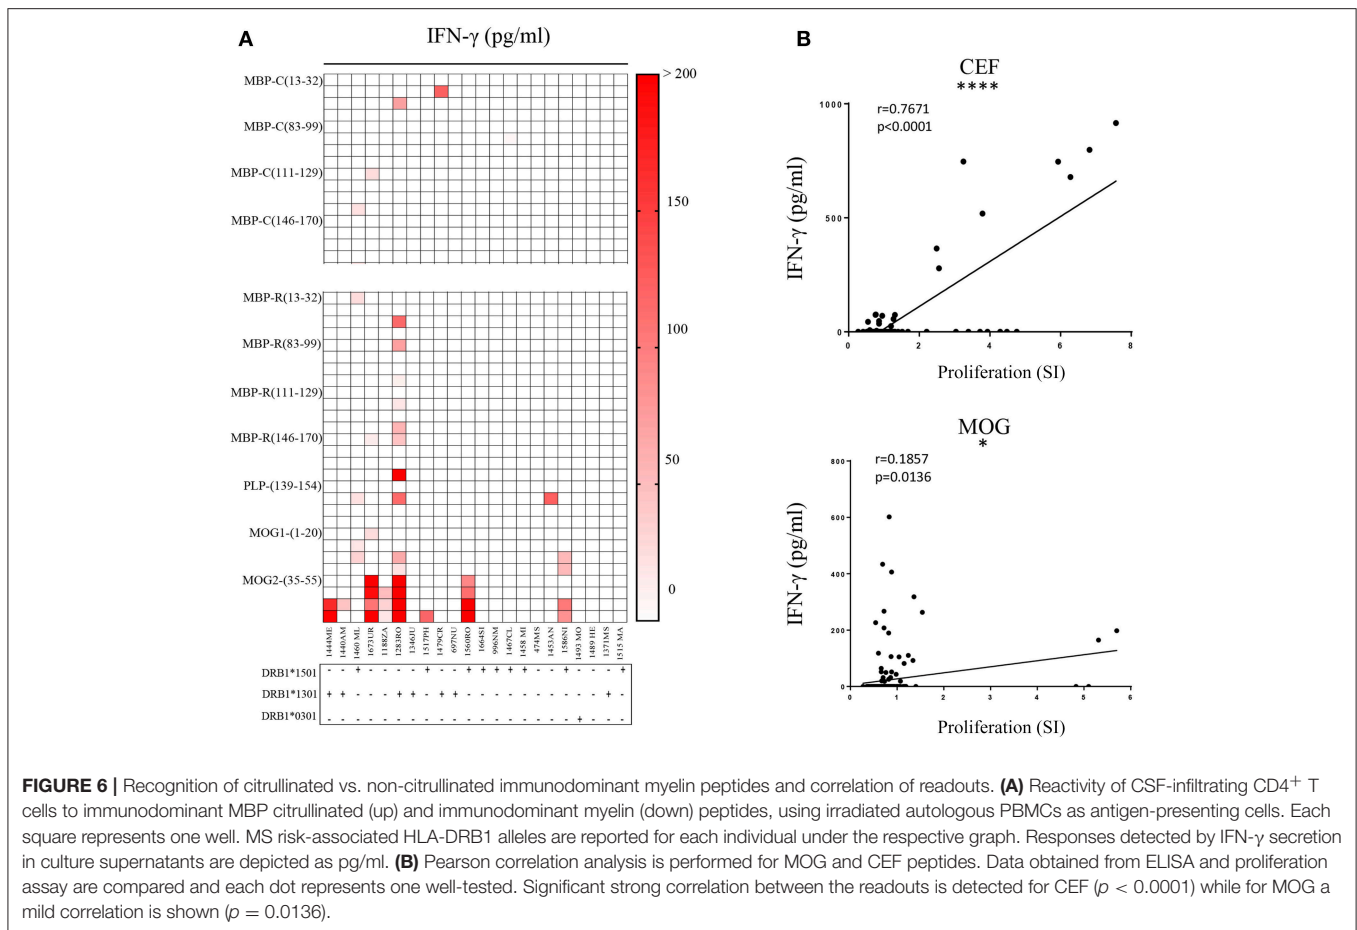 A
IFN-γ (pg/ml)
MBP-C(13-32)
MBP-C(83-99)
MBP-C(111-129)
MBP-C(146-170)
MBP-R(13-32)
MBP-R(83-99)
MBP-R(111-129)
MBP-R(146-170)
PLP-(139-154)
MOG1-(1-20)
MOG2-(35-55)
> 200
150
100
50
0
1444ME
1440AM
1460 ML
1673UR
1188ZA
1283RO
1346JU
1517PH
1479CR
697NU
1560RO
1664SI
996NM
1467CL
1458 MI
474MS
1453AN
1586NI
1493 MO
1489 HE
1371MS
1515 MA
DRB1*1501 - - + - - - - + - - + + + + + - - + - - - +
DRB1*1301 + + - - - + + - + + - - - - - - - - - - + -
DRB1*0301 - - - - - - - - - - - - - - - - - - + - - -
B
CEF
****
r=0.7671
p<0.0001
IFN-γ (pg/ml)
1000
500
0
0 2 4 6 8
Proliferation (SI)
MOG
*
r=0.1857
p=0.0136
IFN-γ (pg/ml)
800
600
400
200
0
0 1 2 3 4 5 6
Proliferation (SI)
FIGURE 6 | Recognition of citrullinated vs. non-citrullinated immunodominant myelin peptides and correlation of readouts. (A) Reactivity of CSF-infiltrating CD4+ T
cells to immunodominant MBP citrullinated (up) and immunodominant myelin (down) peptides, using irradiated autologous PBMCs as antigen-presenting cells. Each
square represents one well. MS risk-associated HLA-DRB1 alleles are reported for each individual under the respective graph. Responses detected by IFN-γ secretion
in culture supernatants are depicted as pg/ml. (B) Pearson correlation analysis is performed for MOG and CEF peptides. Data obtained from ELISA and proliferation
assay are compared and each dot represents one well-tested. Significant strong correlation between the readouts is detected for CEF (p < 0.0001) while for MOG a
mild correlation is shown (p = 0.0136).